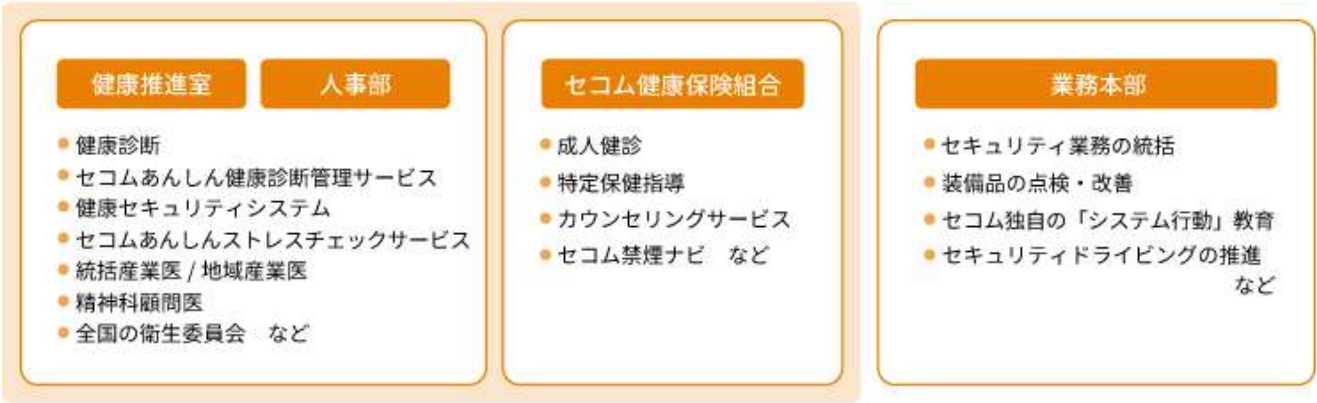 健康推進室
人事部
● 健康診断
● セコムあんしん健康診断管理サービス
● 健康セキュリティシステム
● セコムあんしんストレスチェックサービス
● 統括産業医 / 地域産業医
● 精神科顧問医
● 全国の衛生委員会　など
セコム健康保険組合
● 成人健診
● 特定保健指導
● カウンセリングサービス
● セコム禁煙ナビ　など
業務本部
● セキュリティ業務の統括
● 装備品の点検・改善
● セコム独自の「システム行動」教育
● セキュリティドライビングの推進
など